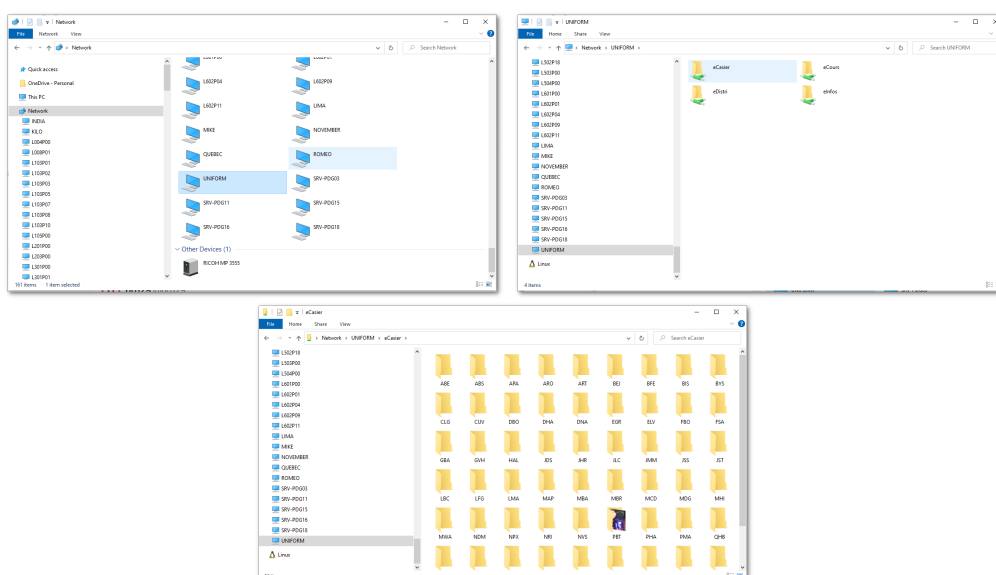 Network
File Network View
Network
Search Network
Quick access
OneDrive - Personal
This PC
Network
INDIA
KILO
L004P00
L008P01
L103P01
L103P02
L103P03
L103P05
L103P07
L103P08
L103P10
L105P00
L201P00
L203P00
L301P00
L301P01
L602P04 L602P09
L602P11 LIMA
MIKE NOVEMBER
QUEBEC ROMEO
UNIFORM SRV-PDG03
SRV-PDG11 SRV-PDG15
SRV-PDG16 SRV-PDG18
Other Devices (1)
RICOH MP 3555
161 items 1 item selected
UNIFORM
File Home Share View
Network › UNIFORM ›
Search UNIFORM
L502P18
L503P00
L504P00
L601P00
L602P01
L602P04
L602P09
L602P11
LIMA
MIKE
NOVEMBER
QUEBEC
ROMEO
SRV-PDG03
SRV-PDG11
SRV-PDG15
SRV-PDG16
SRV-PDG18
UNIFORM
Linux
eCasier eCours
eDistri eInfos
4 items
eCasier
File Home Share View
Network › UNIFORM › eCasier ›
Search eCasier
L502P18
L503P00
L504P00
L601P00
L602P01
L602P04
L602P09
L602P11
LIMA
MIKE
NOVEMBER
QUEBEC
ROMEO
SRV-PDG03
SRV-PDG11
SRV-PDG15
SRV-PDG16
SRV-PDG18
UNIFORM
Linux
ABE ABS APA ARO ART BEJ BFE BIS BYS
CLG CUV DBO DHA DNA EGR ELV FBO FSA
GBA GVH HAL JDS JHR JLC JMM JSS JST
LBC LFG LMA MAP MBA MBR MCD MDG MHI
MWA NDM NPX NRI NVS PBT PHA PMA QHB